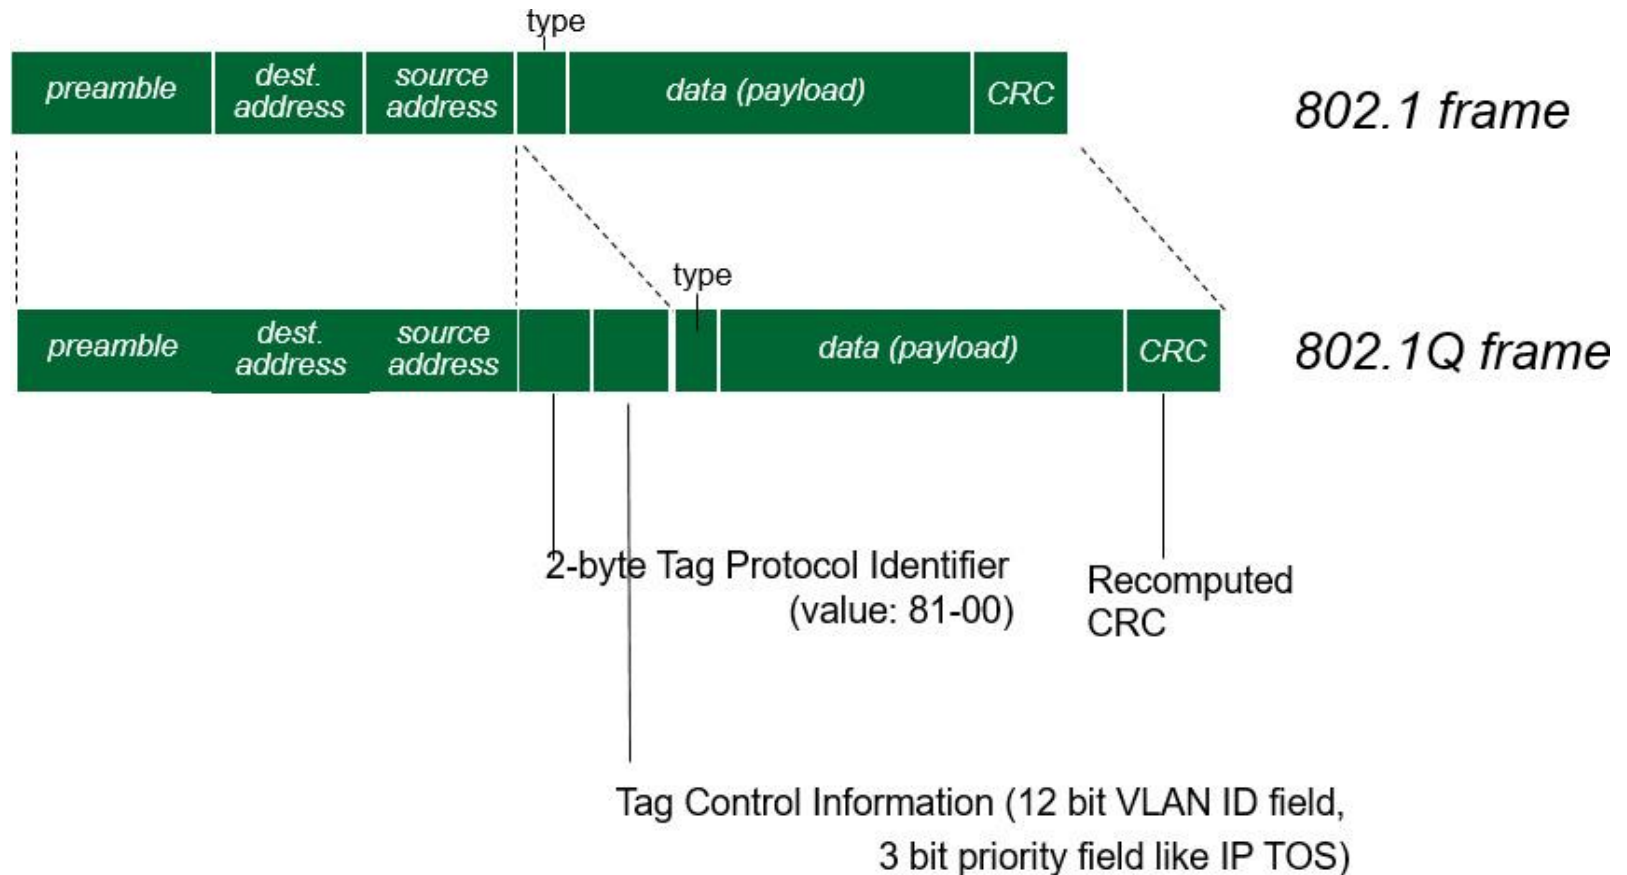 type
preamble
dest.
address
source
address
data (payload)
CRC
802.1 frame
type
preamble
dest.
address
source
address
data (payload)
CRC
802.1Q frame
2-byte Tag Protocol Identifier
(value: 81-00)
Recomputed
CRC
Tag Control Information (12 bit VLAN ID field,
3 bit priority field like IP TOS)